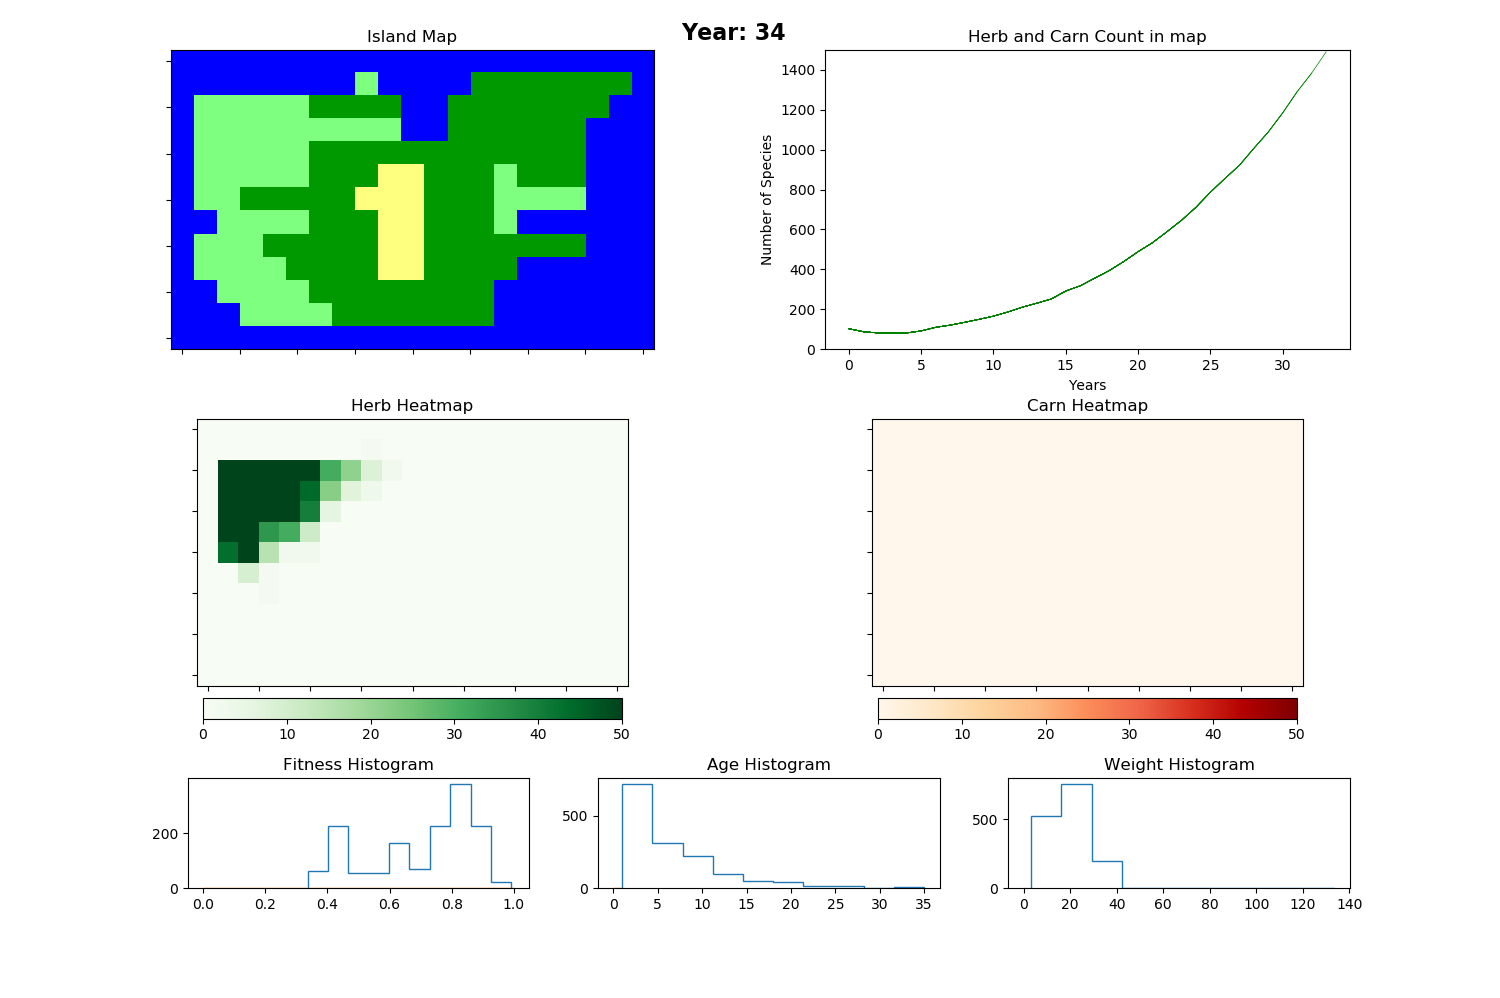 Year: 34
Island Map
Herb and Carn Count in map
1400
1200
1000
800
600
400
200
0
Number of Species
0 5 10 15 20 25 30
Years
Herb Heatmap
Carn Heatmap
0 10 20 30 40 50
0 10 20 30 40 50
Fitness Histogram
200
0
0.0 0.2 0.4 0.6 0.8 1.0
Age Histogram
500
0
0 5 10 15 20 25 30 35
Weight Histogram
500
0
0 20 40 60 80 100 120 140